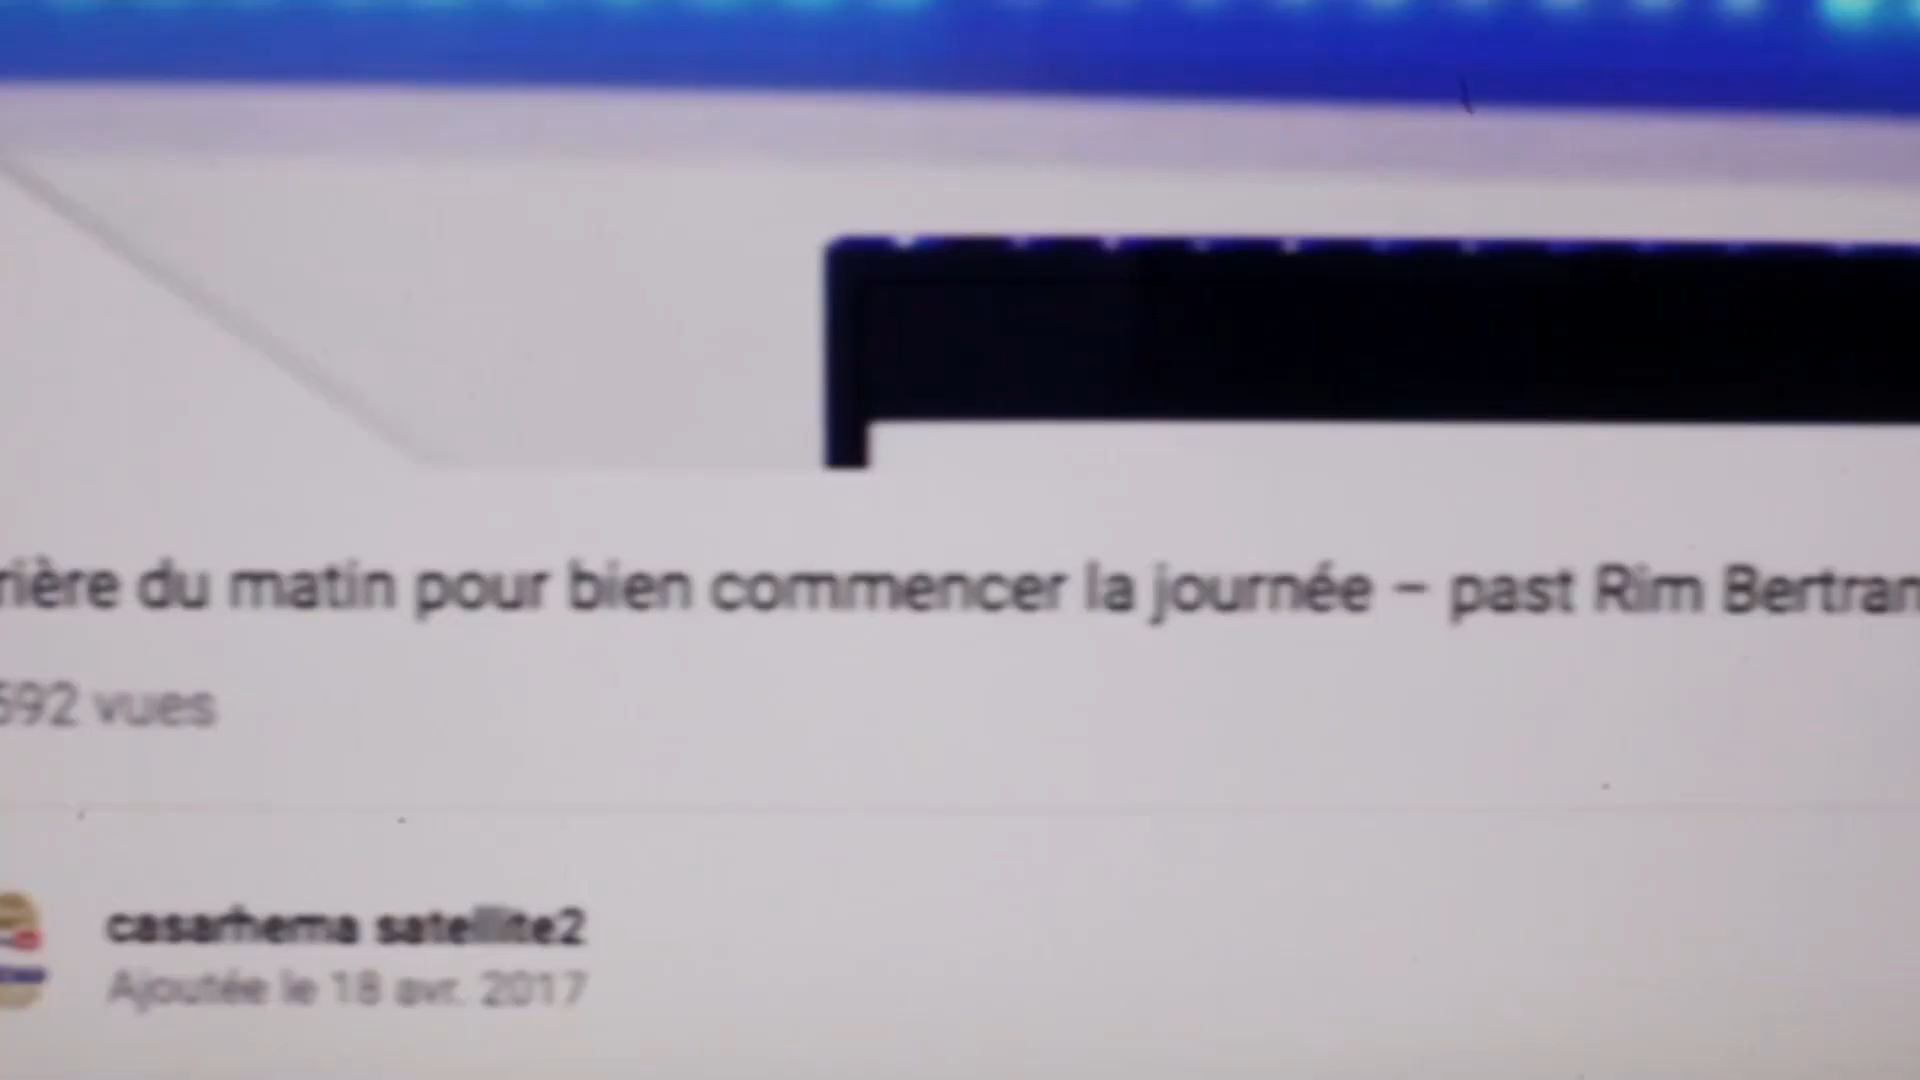 rière du matin pour bien commencer la journée – past Rim Bertran
592 vues
casarhema satellite2
Ajoutée le 18 avr. 2017